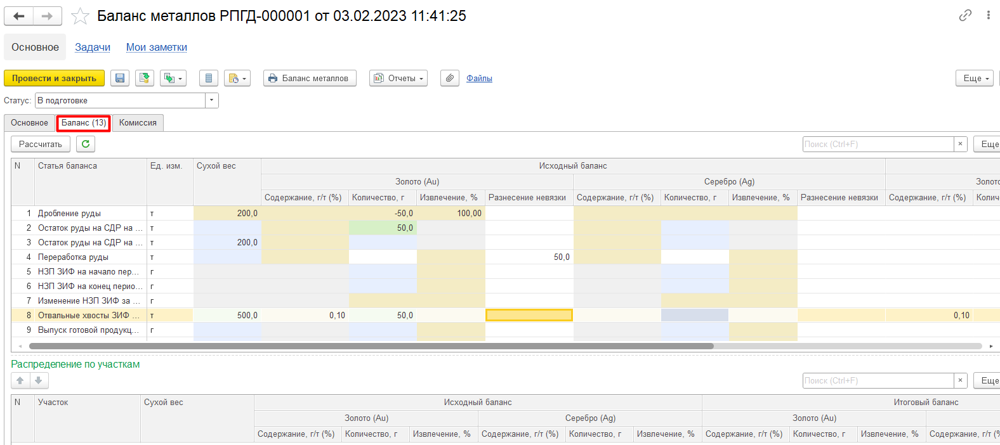 Баланс металлов РПГД-000001 от 03.02.2023 11:41:25
Основное Задачи Мои заметки
Провести и закрыть Баланс металлов Отчеты Файлы Еще
Статус: В подготовке
Основное Баланс (13) Комиссия
Рассчитать Поиск (Ctrl+F) × Еще
N Статья баланса Ед. изм. Сухой вес Исходный баланс
Золото (Au) Серебро (Ag) Золото
Содержание, г/т (%) Количество, г Извлечение, % Разнесение невязки Содержание, г/т (%) Количество, г Извлечение, % Разнесение невязки Содержание, г/т (%) Колич
1 Дробление руды т 200,0 -50,0 100,00
2 Остаток руды на СДР на ... т 50,0
3 Остаток руды на СДР на ... т 200,0
4 Переработка руды т 50,0
5 НЗП ЗИФ на начало пер... г
6 НЗП ЗИФ на конец перио... г
7 Изменение НЗП ЗИФ за ... г
8 Отвальные хвосты ЗИФ ... т 500,0 0,10 50,0 0,10
9 Выпуск готовой продукц... г
Распределение по участкам
Поиск (Ctrl+F) × Еще
N Участок Сухой вес Исходный баланс Итоговый баланс
Золото (Au) Серебро (Ag) Золото (Au)
Содержание, г/т (%) Количество, г Извлечение, % Содержание, г/т (%) Количество, г Извлечение, % Содержание, г/т (%) Количество, г Извлечение, % Содержание, г/т (%